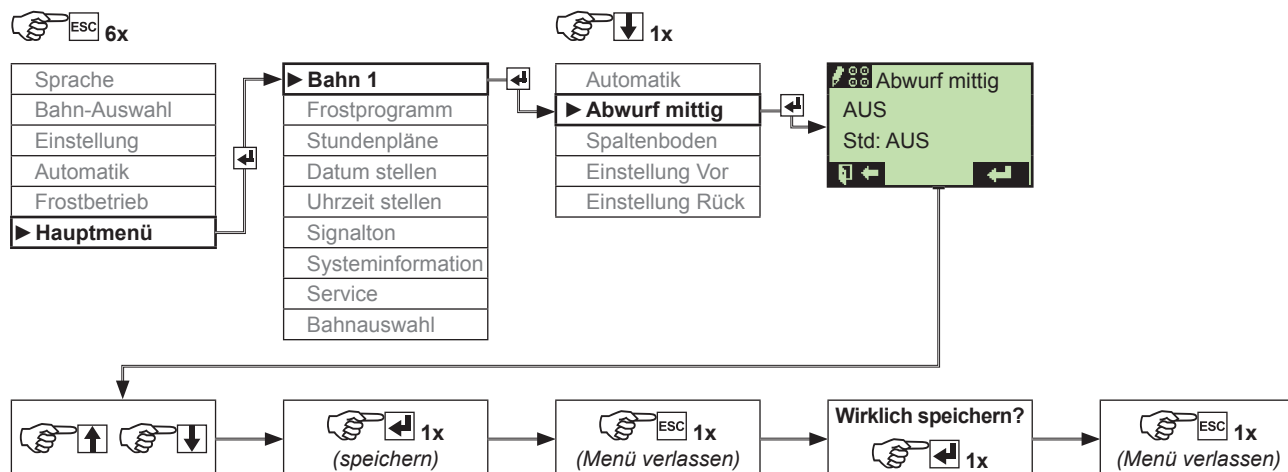 ESC 6x
Sprache
Bahn-Auswahl
Einstellung
Automatik
Frostbetrieb
Hauptmenü
Bahn 1
Frostprogramm
Stundenpläne
Datum stellen
Uhrzeit stellen
Signalton
Systeminformation
Service
Bahnauswahl
1x
Automatik
Abwurf mittig
Spaltenboden
Einstellung Vor
Einstellung Rück
Abwurf mittig
AUS
Std: AUS
1x
(speichern)
ESC 1x
(Menü verlassen)
Wirklich speichern?
1x
ESC 1x
(Menü verlassen)